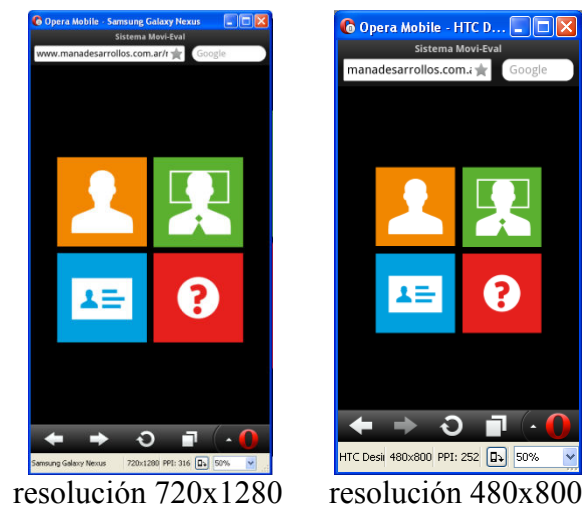 Opera Mobile - Samsung Galaxy Nexus
Sistema Movi-Eval
www.manadesarrollos.com.ar/r
Google
?
Samsung Galaxy Nexus 720x1280 PPI: 316 50%
resolución 720x1280
Opera Mobile - HTC D...
Sistema Movi-Eval
manadesarrollos.com.a
Google
?
HTC Desi 480x800 PPI: 252 50%
resolución 480x800